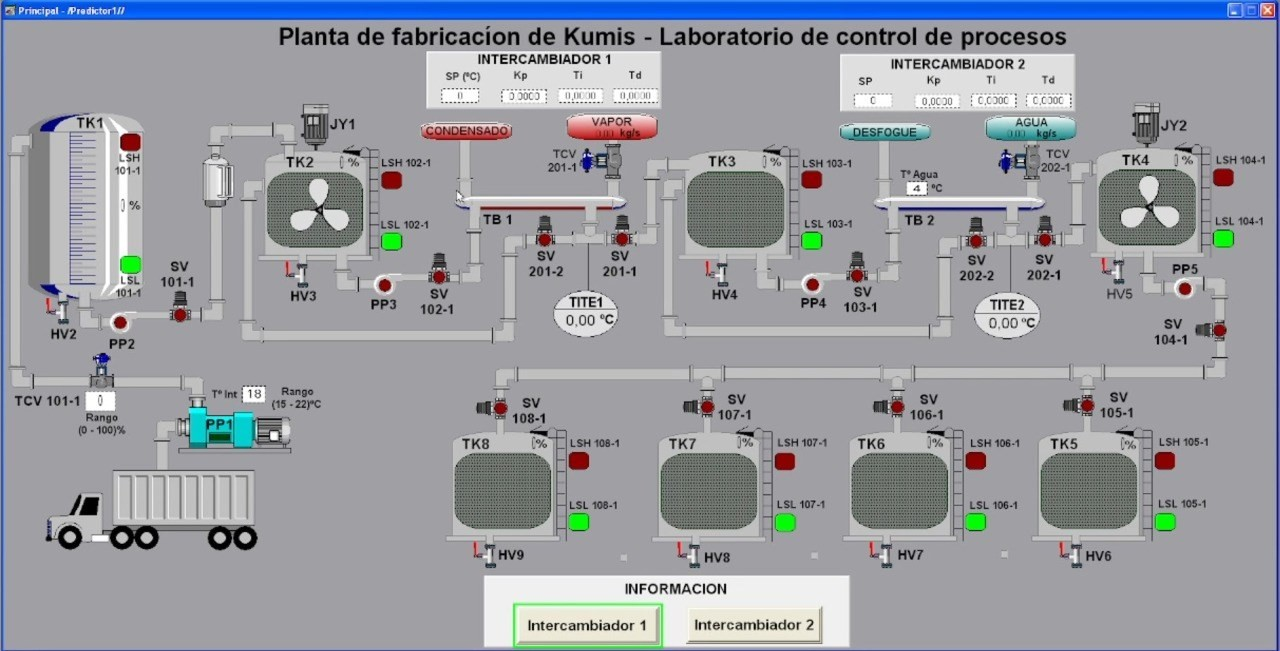 Principal - /Predictor1//
Planta de fabricacíon de Kumis - Laboratorio de control de procesos
INTERCAMBIADOR 1
SP (ºC) Kp Ti Td
0 0,0000 0,0000 0,0000
INTERCAMBIADOR 2
SP Kp Ti Td
0 0,0000 0,0000 0,0000
CONDENSADO
VAPOR
0.00 kg/s
DESFOGUE
AGUA
0.00 kg/s
TK1
LSH
101-1
%
LSL
101-1
HV2
PP2
SV
101-1
JY1
TK2
%
LSH 102-1
LSL 102-1
HV3
PP3
SV
102-1
TCV
201-1
TB 1
SV
201-2
SV
201-1
TITE1
0,00 ºC
TK3
%
LSH 103-1
LSL 103-1
HV4
PP4
SV
103-1
Tª Agua
4 ºC
TCV
202-1
TB 2
SV
202-2
SV
202-1
TITE2
0,00 ºC
JY2
TK4
%
LSH 104-1
LSL 104-1
HV5
PP5
SV
104-1
TCV 101-1
0
Rango
(0 - 100)%
Tª Int 18
Rango
(15 - 22)ºC
PP1
SV
108-1
SV
107-1
SV
106-1
SV
105-1
TK8
%
LSH 108-1
LSL 108-1
HV9
TK7
%
LSH 107-1
LSL 107-1
HV8
TK6
%
LSH 106-1
LSL 106-1
HV7
TK5
%
LSH 105-1
LSL 105-1
HV6
INFORMACION
Intercambiador 1
Intercambiador 2